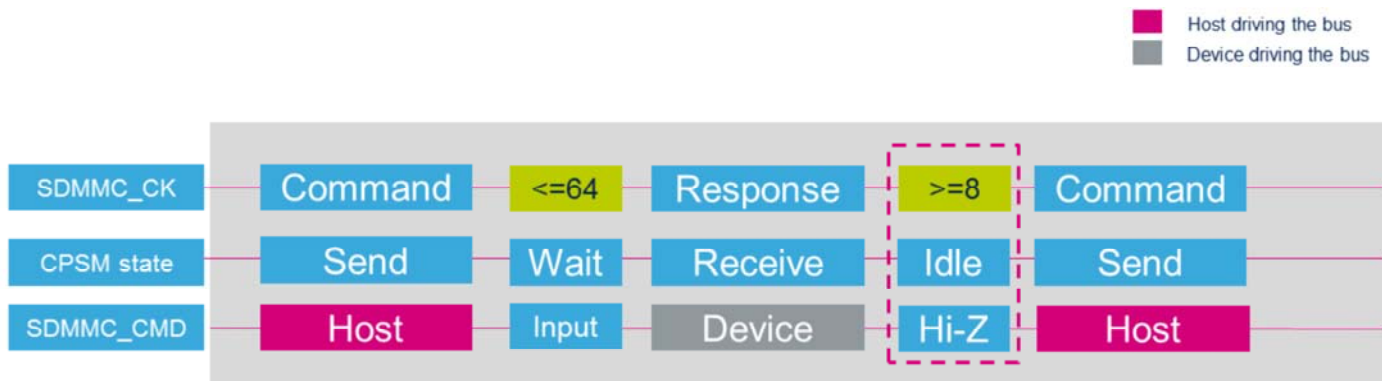 Host driving the bus
Device driving the bus
SDMMC_CK Command <=64 Response >=8 Command
CPSM state Send Wait Receive Idle Send
SDMMC_CMD Host Input Device Hi-Z Host